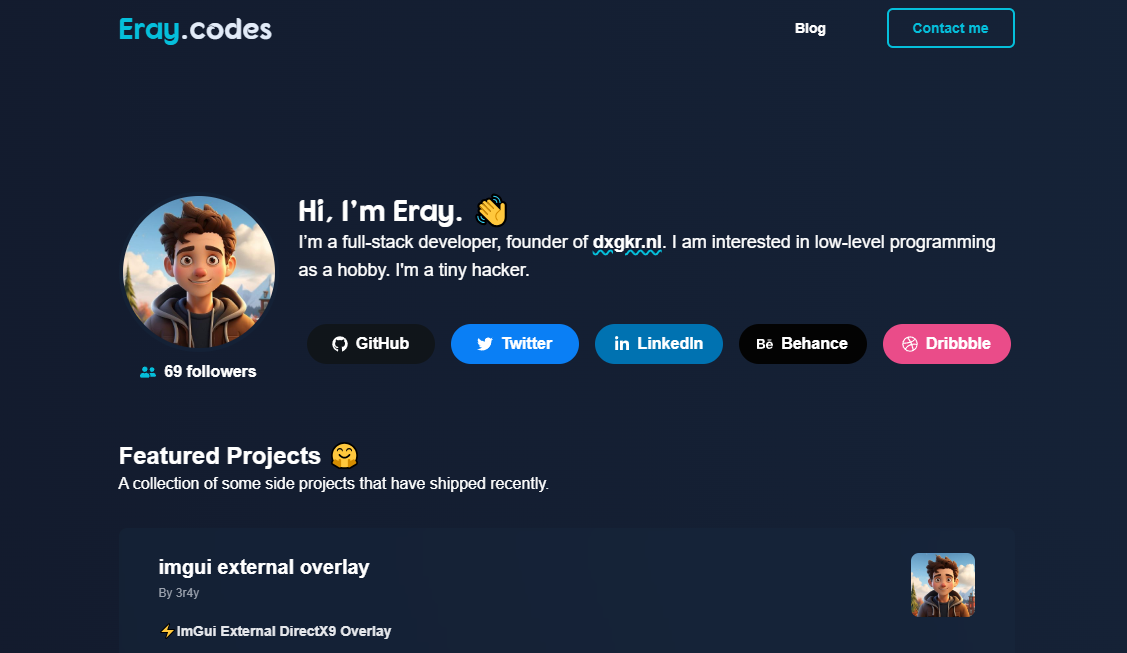 Eray.codes
Blog
Contact me
Hi, I'm Eray. 👋
I'm a full-stack developer, founder of dxgkr.nl. I am interested in low-level programming
as a hobby. I'm a tiny hacker.
GitHub
Twitter
in LinkedIn
Bē Behance
Dribbble
69 followers
Featured Projects 🤗
A collection of some side projects that have shipped recently.
imgui external overlay
By 3r4y
⚡ImGui External DirectX9 Overlay